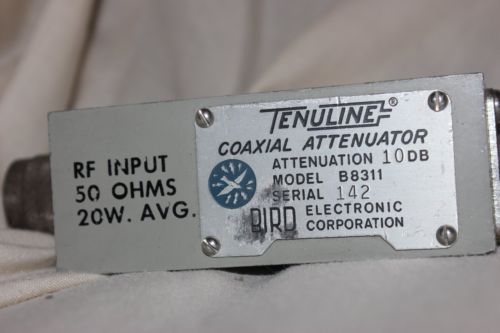 RF INPUT
50 OHMS
20W. AVG.
TENULINE®
COAXIAL ATTENUATOR
ATTENUATION 10DB
MODEL B8311
SERIAL 142
BIRD ELECTRONIC
CORPORATION